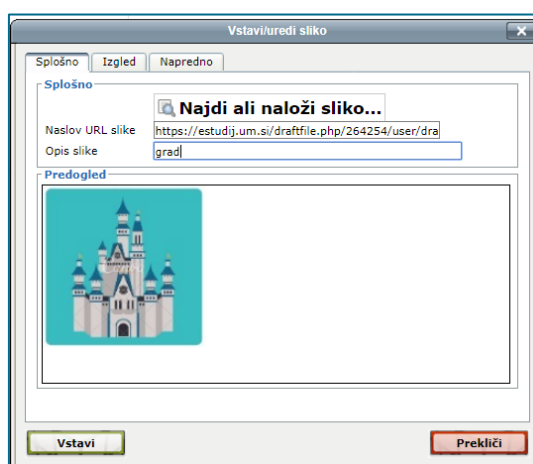 Vstavi/uredi sliko
Splošno Izgled Napredno
Splošno
Najdi ali naloži sliko...
Naslov URL slike https://estudij.um.si/draftfile.php/264254/user/dra
Opis slike grad
Predogled
Vstavi Prekliči